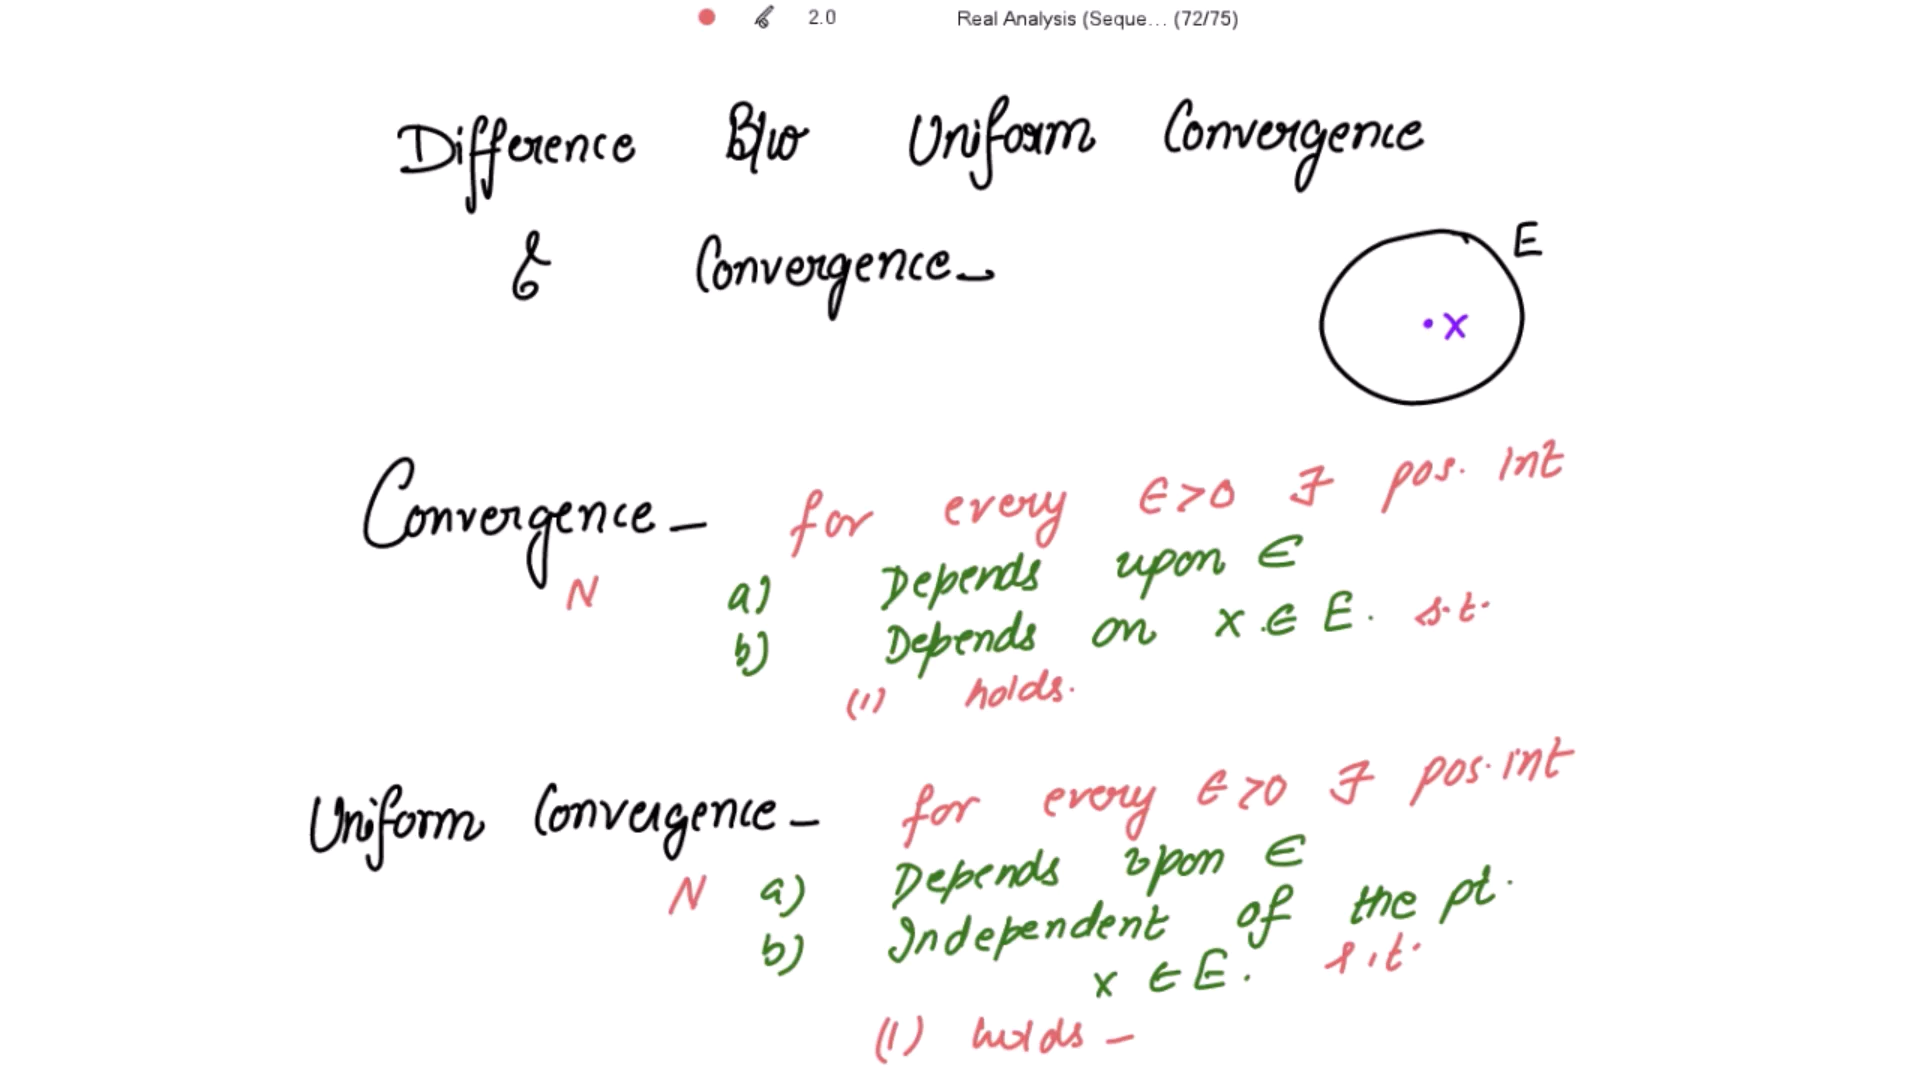 2.0 Real Analysis (Seque... (72/75)
Difference B/w Uniform Convergence
& Convergence -
E
• x
Convergence - for every ∈>0 ∃ pos. int
N a) Depends upon ∈
b) Depends on x ∈ E. s.t.
(1) holds.
Uniform Convergence - for every ∈>0 ∃ pos. int
N a) Depends upon ∈
b) Independent of the pt.
x ∈ E. s.t.
(1) holds -